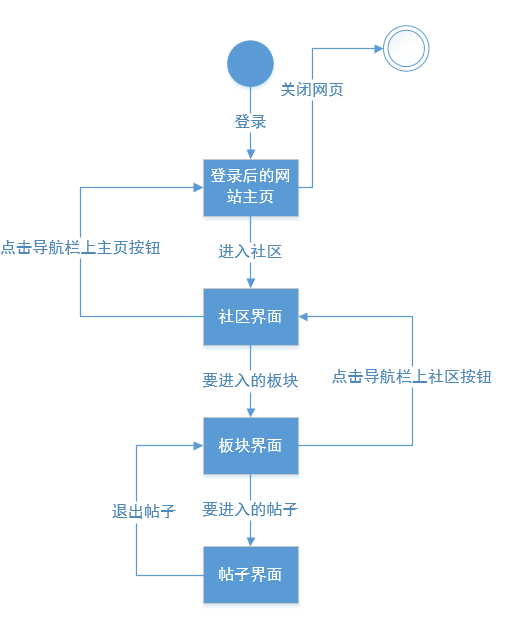 关闭网页
登录
登录后的网
站主页
点击导航栏上主页按钮
进入社区
社区界面
要进入的板块
点击导航栏上社区按钮
板块界面
退出帖子
要进入的帖子
帖子界面